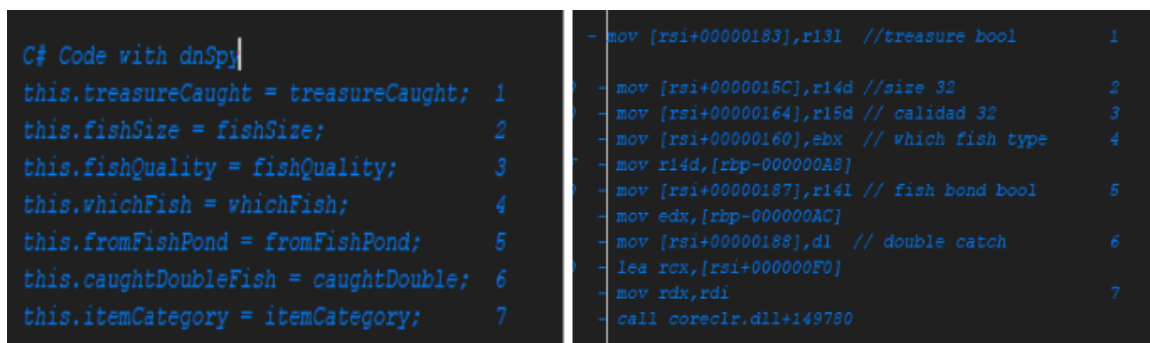 C# Code with dnSpy
this.treasureCaught = treasureCaught; 1
this.fishSize = fishSize; 2
this.fishQuality = fishQuality; 3
this.whichFish = whichFish; 4
this.fromFishPond = fromFishPond; 5
this.caughtDoubleFish = caughtDouble; 6
this.itemCategory = itemCategory; 7
- mov [rsi+00000183],r13l //treasure bool 1
- mov [rsi+0000015C],r14d //size 32 2
- mov [rsi+00000164],r15d // calidad 32 3
- mov [rsi+00000160],ebx // which fish type 4
- mov r14d,[rbp-000000A8]
- mov [rsi+00000187],r14l // fish bond bool 5
- mov edx,[rbp-000000AC]
- mov [rsi+00000188],dl // double catch 6
- lea rcx,[rsi+000000F0]
- mov rdx,rdi 7
- call coreclr.dll+149780